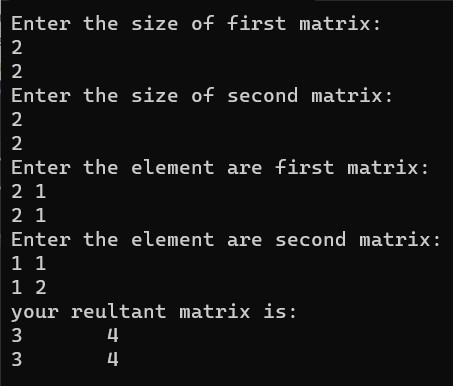 Enter the size of first matrix:
2
2
Enter the size of second matrix:
2
2
Enter the element are first matrix:
2 1
2 1
Enter the element are second matrix:
1 1
1 2
your reultant matrix is:
3	4
3	4